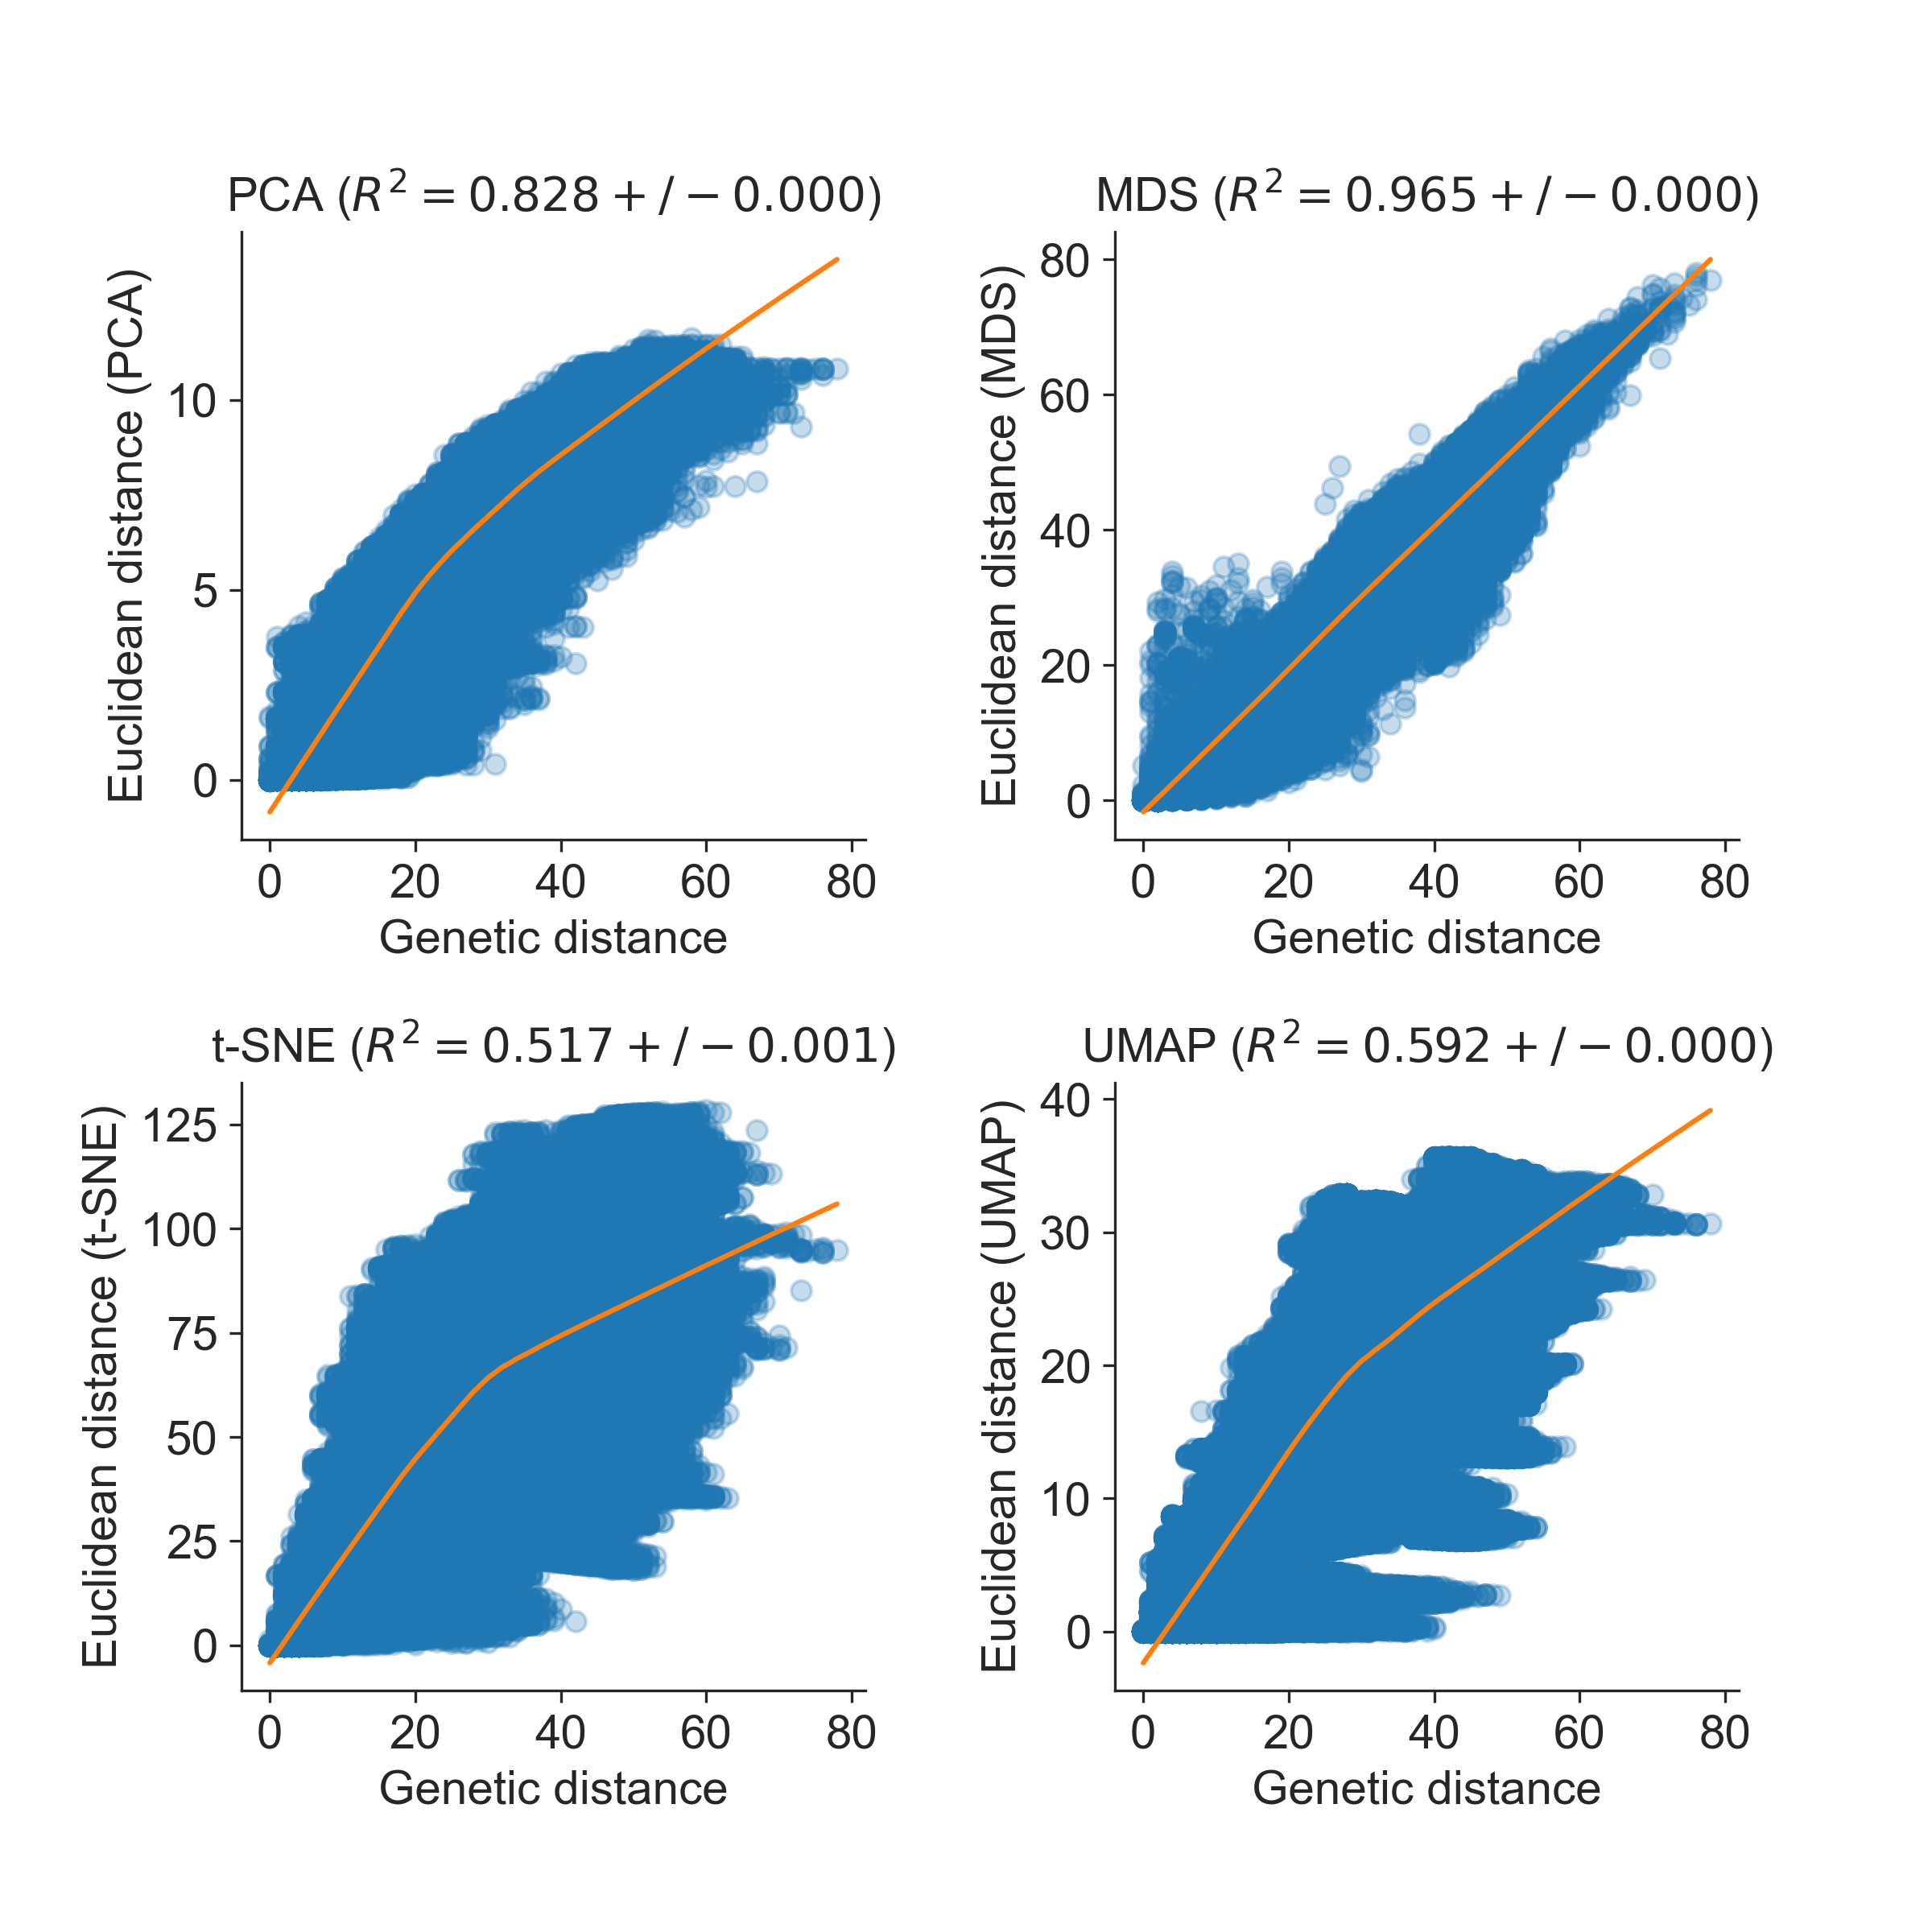 PCA (R² = 0.828 + / − 0.000)
Euclidean distance (PCA)
10
5
0
0 20 40 60 80
Genetic distance
MDS (R² = 0.965 + / − 0.000)
Euclidean distance (MDS)
80
60
40
20
0
0 20 40 60 80
Genetic distance
t-SNE (R² = 0.517 + / − 0.001)
Euclidean distance (t-SNE)
125
100
75
50
25
0
0 20 40 60 80
Genetic distance
UMAP (R² = 0.592 + / − 0.000)
Euclidean distance (UMAP)
40
30
20
10
0
0 20 40 60 80
Genetic distance